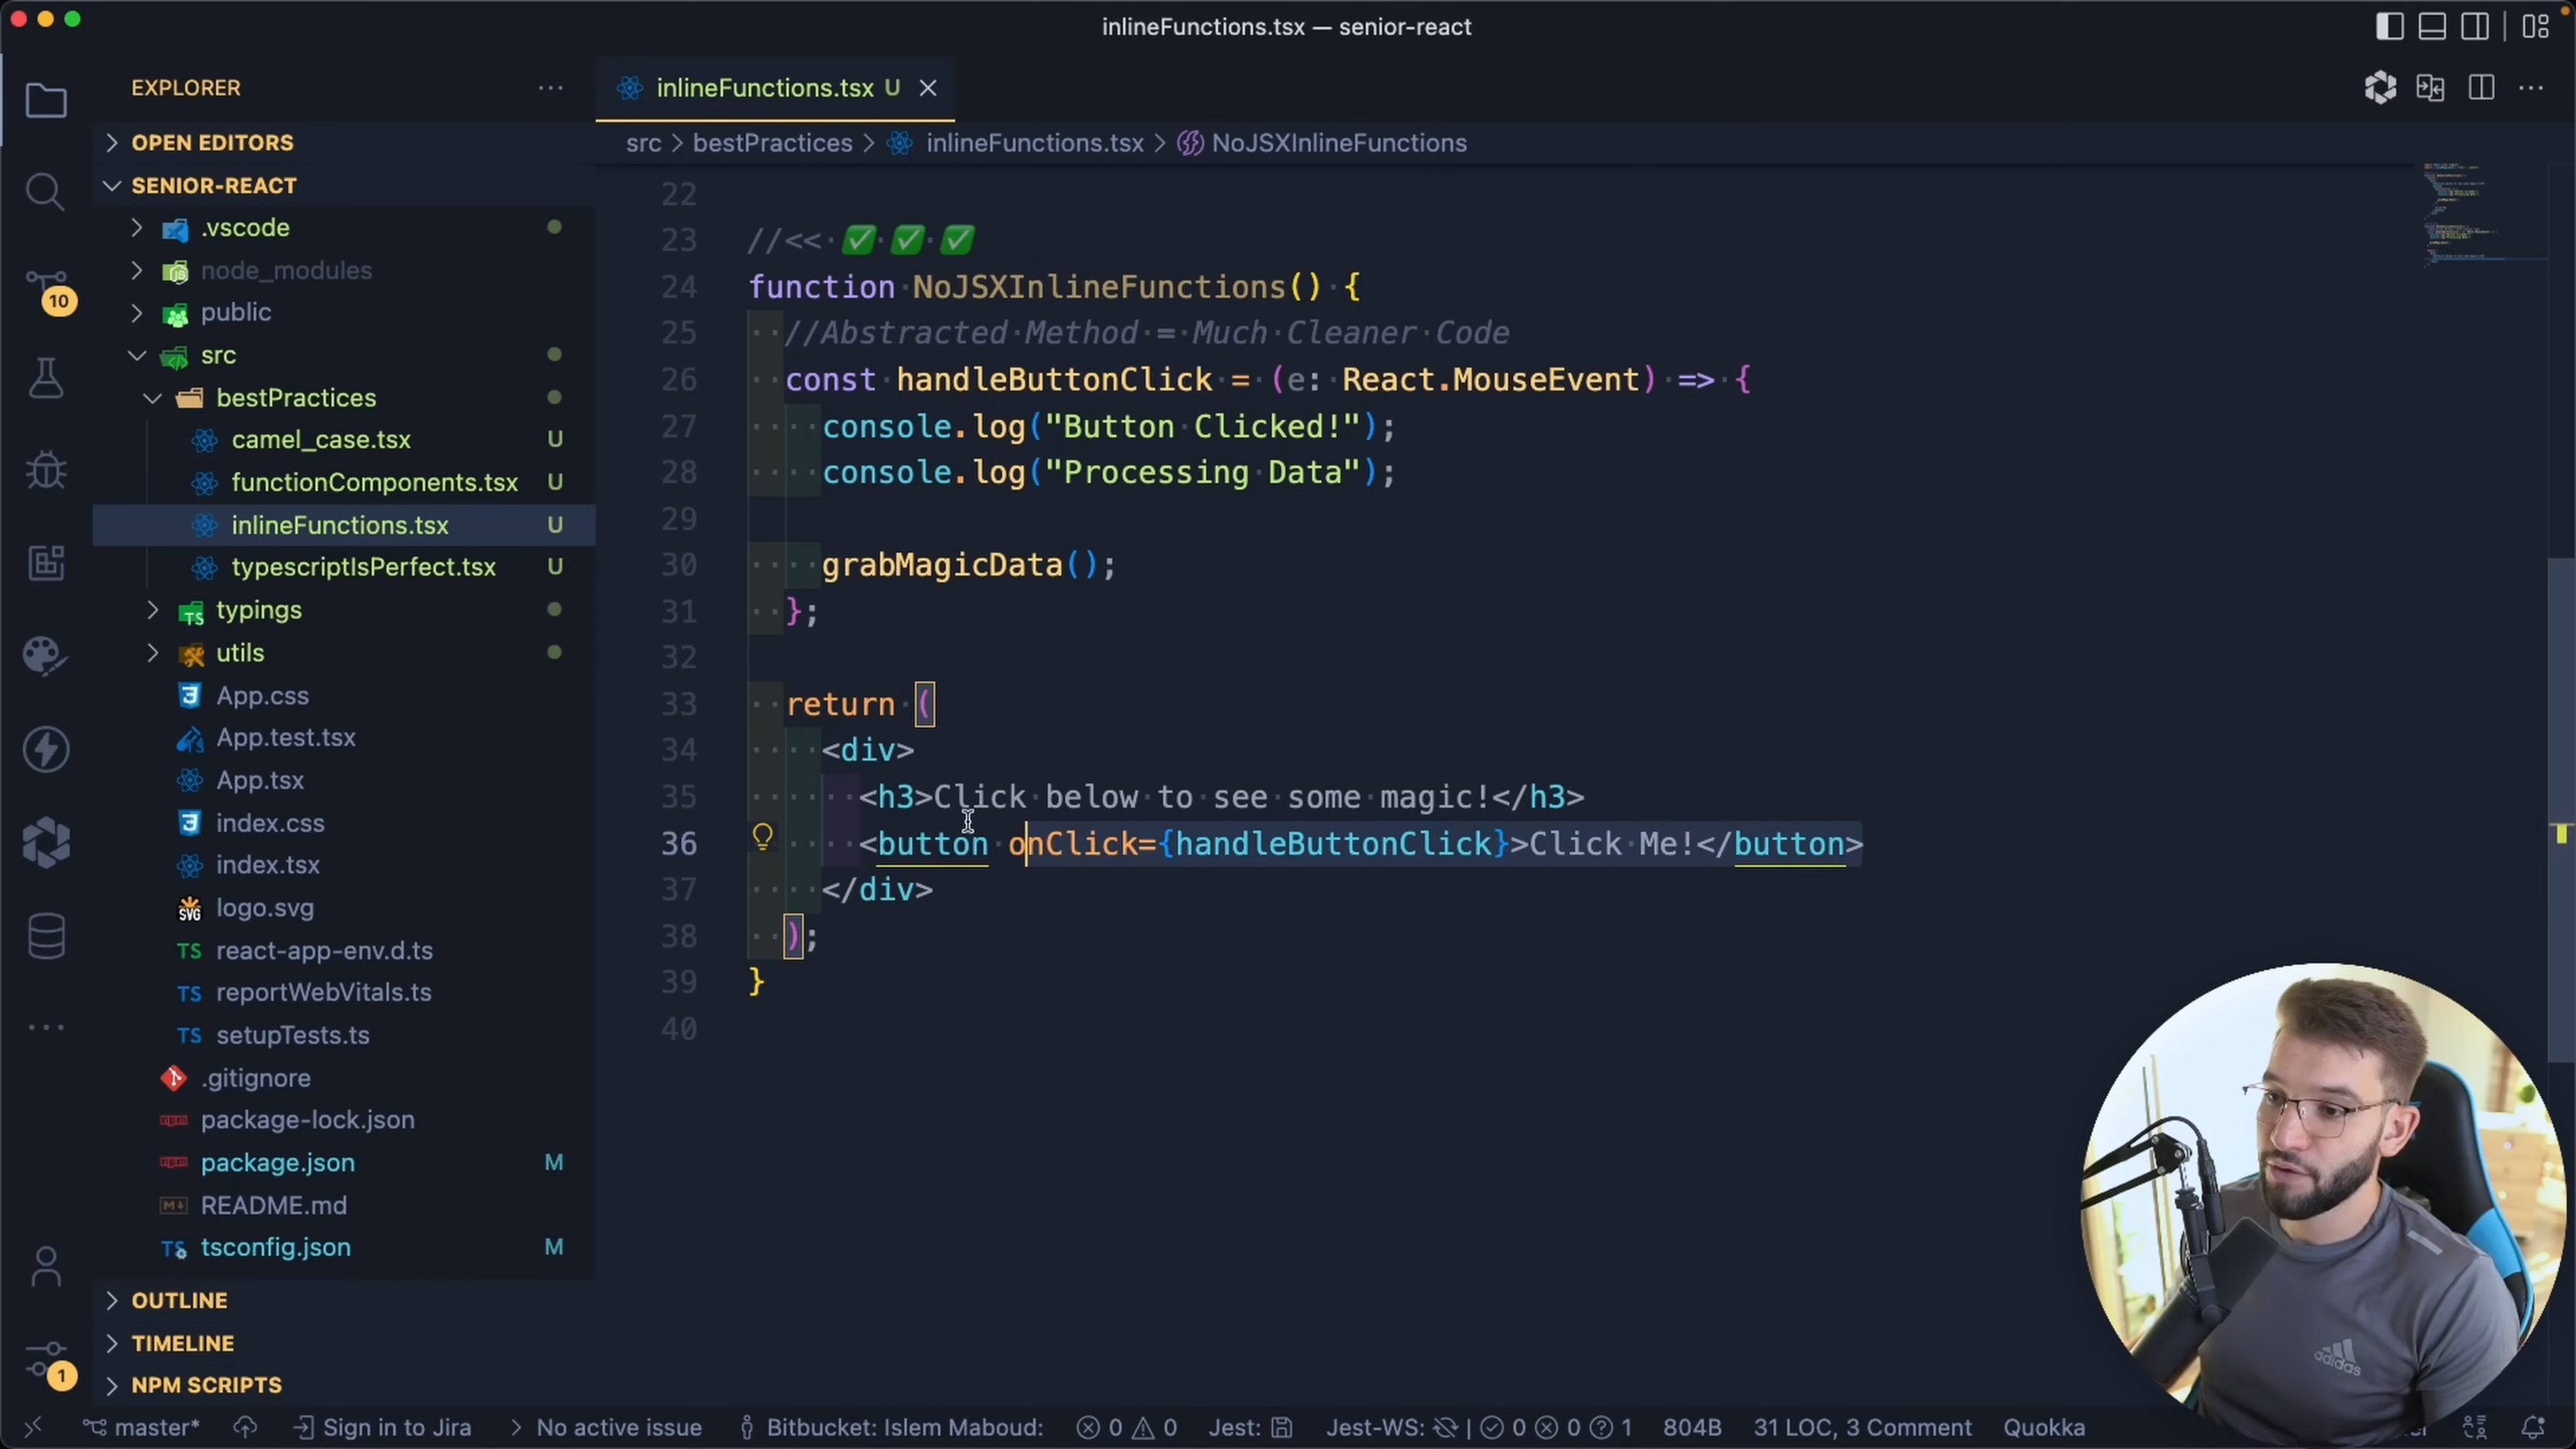 inlineFunctions.tsx — senior-react
EXPLORER
inlineFunctions.tsx U
OPEN EDITORS
src > bestPractices > inlineFunctions.tsx > NoJSXInlineFunctions
SENIOR-REACT
.vscode
node_modules
public
src
bestPractices
camel_case.tsx U
functionComponents.tsx U
inlineFunctions.tsx U
typescriptIsPerfect.tsx U
typings
utils
App.css
App.test.tsx
App.tsx
index.css
index.tsx
logo.svg
TS react-app-env.d.ts
TS reportWebVitals.ts
TS setupTests.ts
.gitignore
package-lock.json
package.json M
README.md
tsconfig.json M
OUTLINE
TIMELINE
NPM SCRIPTS
10
1
22
23 //<< ✅ ✅ ✅
24 function NoJSXInlineFunctions() {
25 //Abstracted Method = Much Cleaner Code
26 const handleButtonClick = (e: React.MouseEvent) => {
27 console.log("Button Clicked!");
28 console.log("Processing Data");
29
30 grabMagicData();
31 };
32
33 return (
34 <div>
35 <h3>Click below to see some magic!</h3>
36 <button onClick={handleButtonClick}>Click Me!</button>
37 </div>
38 );
39 }
40
master* Sign in to Jira No active issue Bitbucket: Islem Maboud: 0 0 Jest: Jest-WS: | 0 0 1 804B 31 LOC, 3 Comment Quokka
adidas